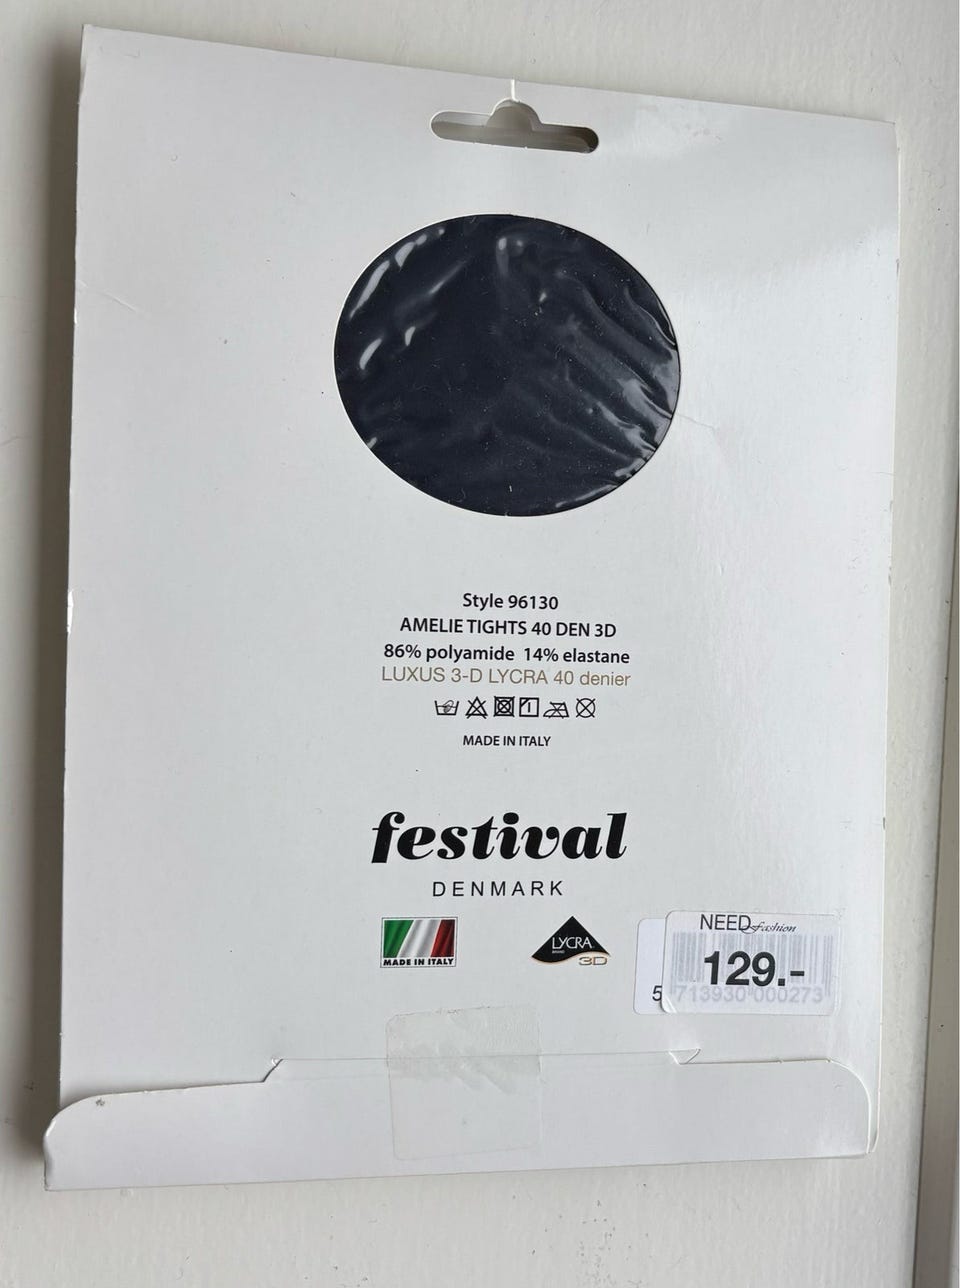 Style 96130
AMELIE TIGHTS 40 DEN 3D
86% polyamide 14% elastane
LUXUS 3-D LYCRA 40 denier
MADE IN ITALY
festival
DENMARK
MADE IN ITALY
LYCRA
BRAND
3D
NEED fashion
129.-
5 713930 000273